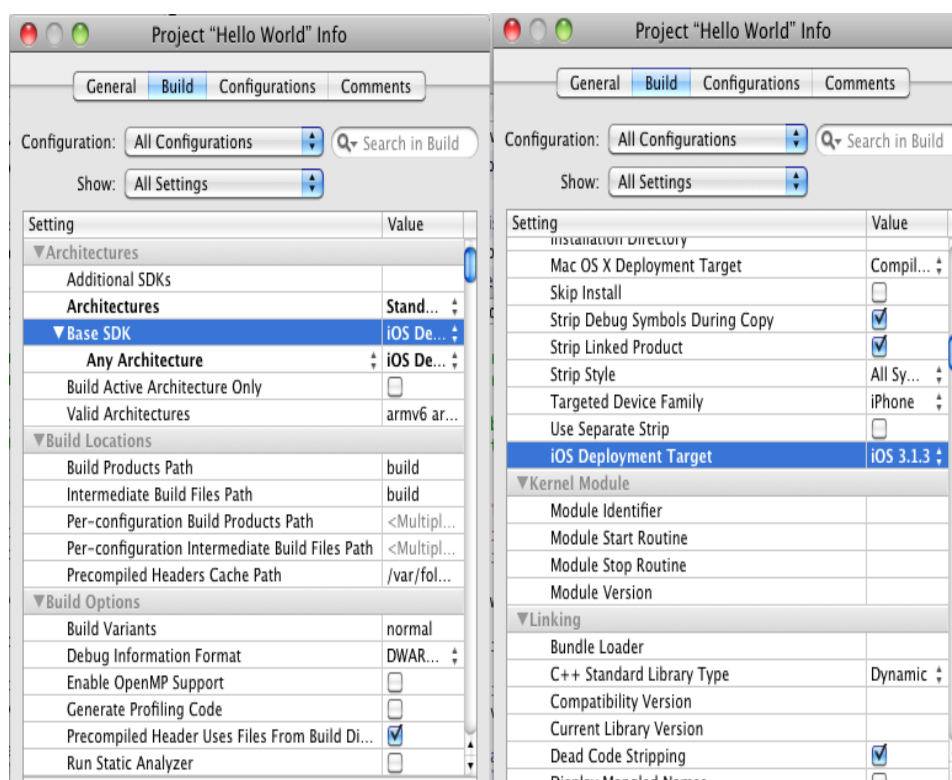 Project “Hello World” Info
General Build Configurations Comments
Configuration: All Configurations Search in Build
Show: All Settings
Setting Value
Architectures
Additional SDKs
Architectures Stand...
Base SDK iOS De...
Any Architecture iOS De...
Build Active Architecture Only
Valid Architectures armv6 ar...
Build Locations
Build Products Path build
Intermediate Build Files Path build
Per-configuration Build Products Path <Multipl...
Per-configuration Intermediate Build Files Path <Multipl...
Precompiled Headers Cache Path /var/fol...
Build Options
Build Variants normal
Debug Information Format DWAR...
Enable OpenMP Support
Generate Profiling Code
Precompiled Header Uses Files From Build Di...
Run Static Analyzer
Project “Hello World” Info
General Build Configurations Comments
Configuration: All Configurations Search in Build
Show: All Settings
Setting Value
Installation Directory
Mac OS X Deployment Target Compil...
Skip Install
Strip Debug Symbols During Copy
Strip Linked Product
Strip Style All Sy...
Targeted Device Family iPhone
Use Separate Strip
iOS Deployment Target iOS 3.1.3
Kernel Module
Module Identifier
Module Start Routine
Module Stop Routine
Module Version
Linking
Bundle Loader
C++ Standard Library Type Dynamic
Compatibility Version
Current Library Version
Dead Code Stripping
Display Mangled Names